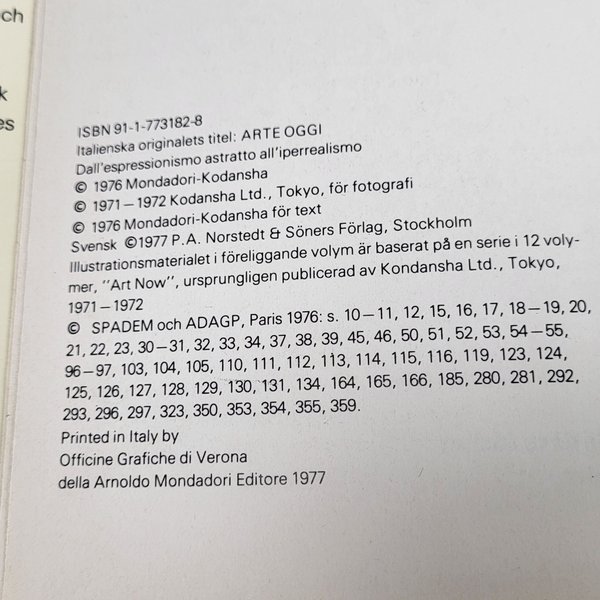 ch
k
es
ISBN 91-1-773182-8
Italienska originalets titel: ARTE OGGI
Dall'espressionismo astratto all'iperrealismo
© 1976 Mondadori-Kodansha
© 1971–1972 Kodansha Ltd., Tokyo, för fotografi
© 1976 Mondadori-Kodansha för text
Svensk ©1977 P.A. Norstedt & Söners Förlag, Stockholm
Illustrationsmaterialet i föreliggande volym är baserat på en serie i 12 voly-
mer, ''Art Now'', ursprungligen publicerad av Kondansha Ltd., Tokyo,
1971–1972
© SPADEM och ADAGP, Paris 1976: s. 10–11, 12, 15, 16, 17, 18–19, 20,
21, 22, 23, 30–31, 32, 33, 34, 37, 38, 39, 45, 46, 50, 51, 52, 53, 54–55,
96–97, 103, 104, 105, 110, 111, 112, 113, 114, 115, 116, 119, 123, 124,
125, 126, 127, 128, 129, 130, 131, 134, 164, 165, 166, 185, 280, 281, 292,
293, 296, 297, 323, 350, 353, 354, 355, 359.
Printed in Italy by
Officine Grafiche di Verona
della Arnoldo Mondadori Editore 1977